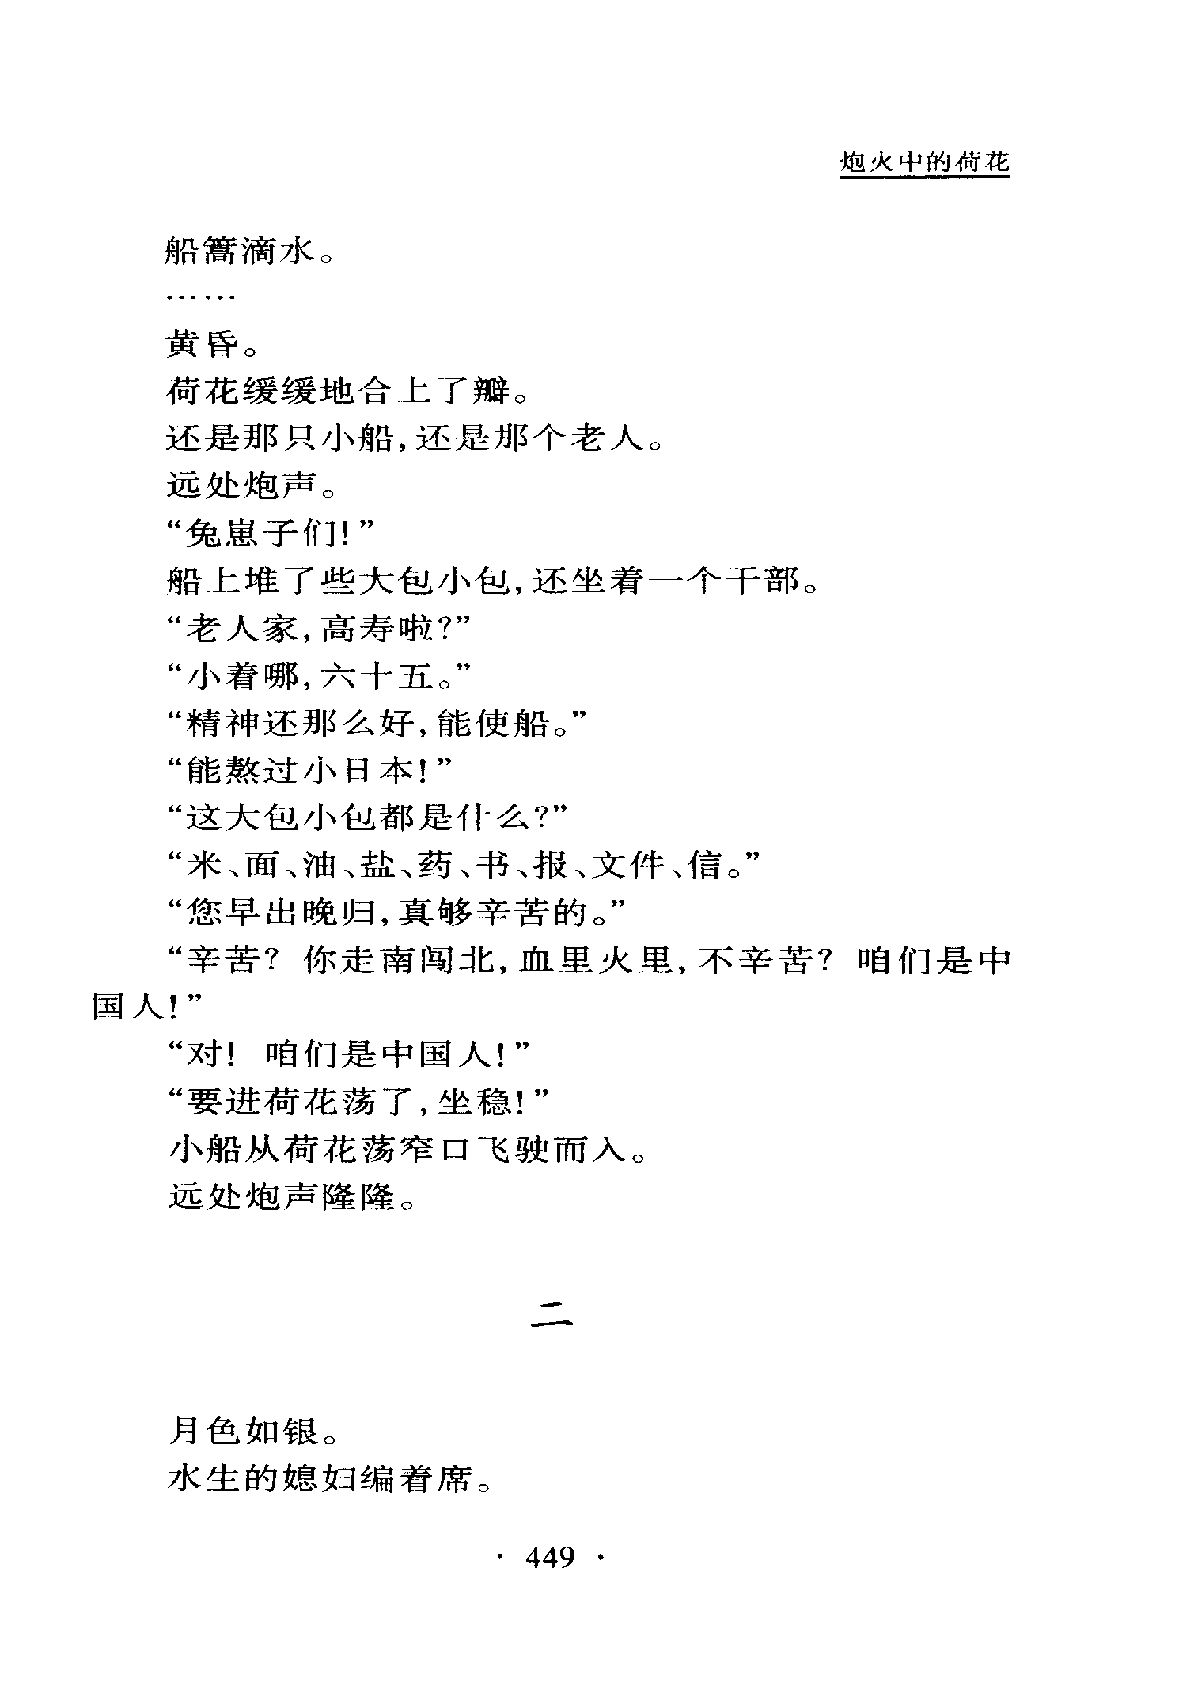 炮火中的荷花
船篙滴水。
……
黄昏。
荷花缓缓地合上了瓣。
还是那只小船,还是那个老人。
远处炮声。
“兔崽子们!”
船上堆了些大包小包,还坐着一个干部。
“老人家,高寿啦?”
“小着哪,六十五。”
“精神还那么好,能使船。”
“能熬过小日本!”
“这大包小包都是什么?”
“米、面、油、盐、药、书、报、文件、信。”
“您早出晚归,真够辛苦的。”
“辛苦? 你走南闯北,血里火里,不辛苦? 咱们是中
国人!”
“对! 咱们是中国人!”
“要进荷花荡了,坐稳!”
小船从荷花荡窄口飞驶而入。
远处炮声隆隆。
二
月色如银。
水生的媳妇编着席。
· 449 ·